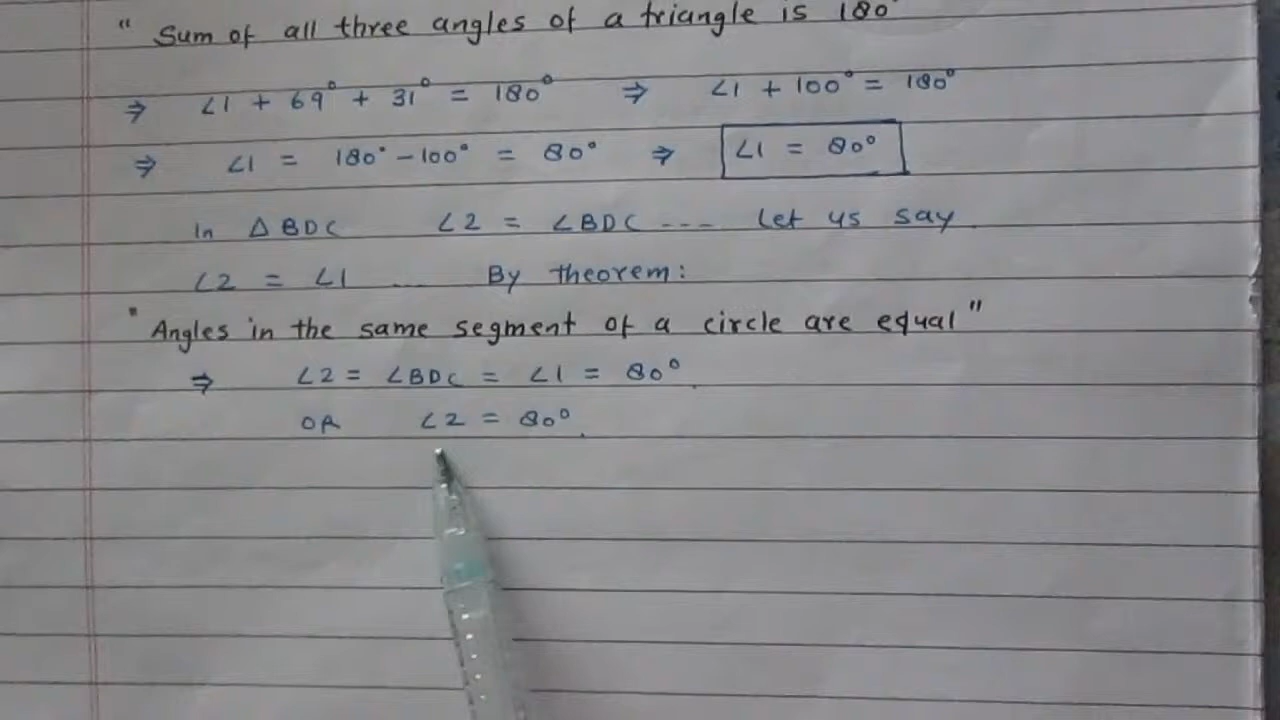 " Sum of all three angles of a triangle is 180°
⇒ ∠1 + 69° + 31° = 180° ⇒ ∠1 + 100° = 180°
⇒ ∠1 = 180° - 100° = 80° ⇒ ∠1 = 80°
In △ BDC ∠2 = ∠BDC --- Let us say
∠2 = ∠1 .... By theorem:
" Angles in the same segment of a circle are equal "
⇒ ∠2 = ∠BDC = ∠1 = 80°
OR ∠2 = 80°.